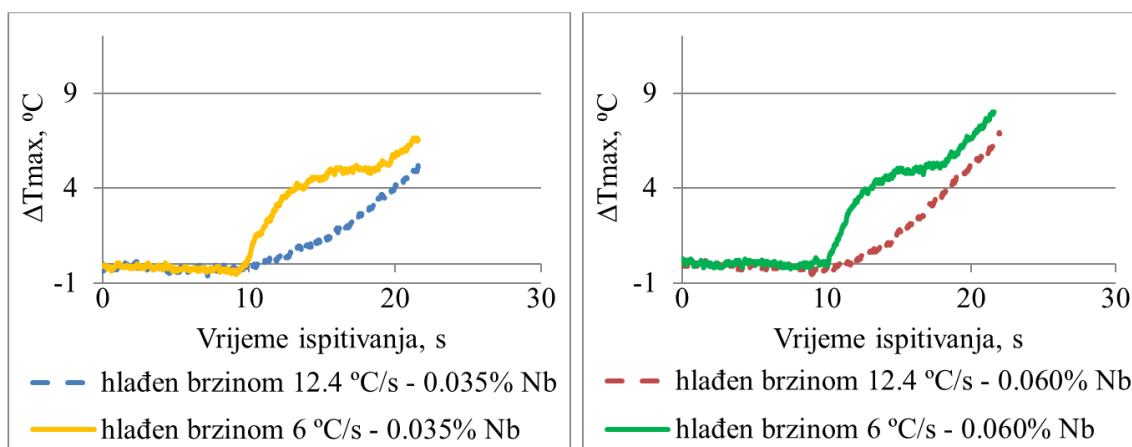 ΔTmax, ºC
9
4
-1
0
10
20
30
Vrijeme ispitivanja, s
hlađen brzinom 12.4 ºC/s - 0.035% Nb
hlađen brzinom 6 ºC/s - 0.035% Nb
ΔTmax, ºC
9
4
-1
0
10
20
30
Vrijeme ispitivanja, s
hlađen brzinom 12.4 ºC/s - 0.060% Nb
hlađen brzinom 6 ºC/s - 0.060% Nb